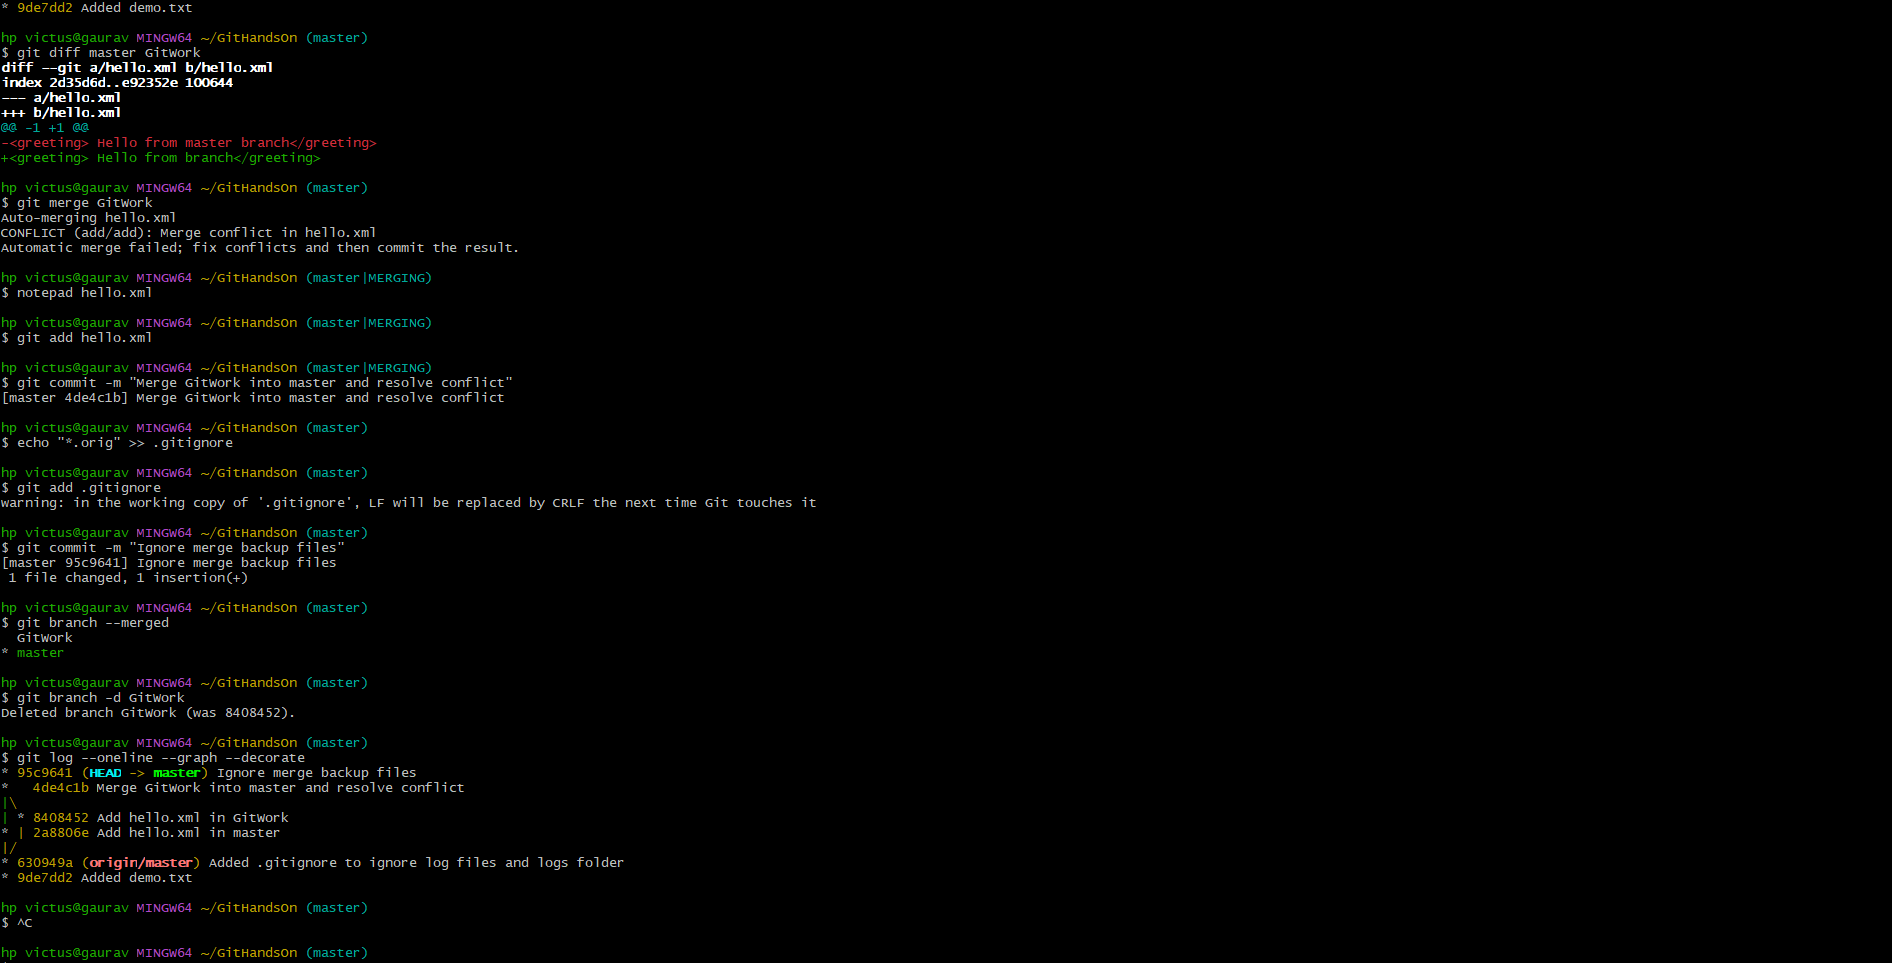 * 9de7dd2 Added demo.txt
hp victus@gaurav MINGW64 ~/GitHandsOn (master)
$ git diff master GitWork
diff --git a/hello.xml b/hello.xml
index 2d35d6d..e92352e 100644
--- a/hello.xml
+++ b/hello.xml
@@ -1 +1 @@
-<greeting> Hello from master branch</greeting>
+<greeting> Hello from branch</greeting>
hp victus@gaurav MINGW64 ~/GitHandsOn (master)
$ git merge GitWork
Auto-merging hello.xml
CONFLICT (add/add): Merge conflict in hello.xml
Automatic merge failed; fix conflicts and then commit the result.
hp victus@gaurav MINGW64 ~/GitHandsOn (master|MERGING)
$ notepad hello.xml
hp victus@gaurav MINGW64 ~/GitHandsOn (master|MERGING)
$ git add hello.xml
hp victus@gaurav MINGW64 ~/GitHandsOn (master|MERGING)
$ git commit -m "Merge GitWork into master and resolve conflict"
[master 4de4c1b] Merge GitWork into master and resolve conflict
hp victus@gaurav MINGW64 ~/GitHandsOn (master)
$ echo "*.orig" >> .gitignore
hp victus@gaurav MINGW64 ~/GitHandsOn (master)
$ git add .gitignore
warning: in the working copy of '.gitignore', LF will be replaced by CRLF the next time Git touches it
hp victus@gaurav MINGW64 ~/GitHandsOn (master)
$ git commit -m "Ignore merge backup files"
[master 95c9641] Ignore merge backup files
 1 file changed, 1 insertion(+)
hp victus@gaurav MINGW64 ~/GitHandsOn (master)
$ git branch --merged
  GitWork
* master
hp victus@gaurav MINGW64 ~/GitHandsOn (master)
$ git branch -d GitWork
Deleted branch GitWork (was 8408452).
hp victus@gaurav MINGW64 ~/GitHandsOn (master)
$ git log --oneline --graph --decorate
* 95c9641 (HEAD -> master) Ignore merge backup files
*   4de4c1b Merge GitWork into master and resolve conflict
|\
| * 8408452 Add hello.xml in GitWork
* | 2a8806e Add hello.xml in master
|/
* 630949a (origin/master) Added .gitignore to ignore log files and logs folder
* 9de7dd2 Added demo.txt
hp victus@gaurav MINGW64 ~/GitHandsOn (master)
$ ^C
hp victus@gaurav MINGW64 ~/GitHandsOn (master)